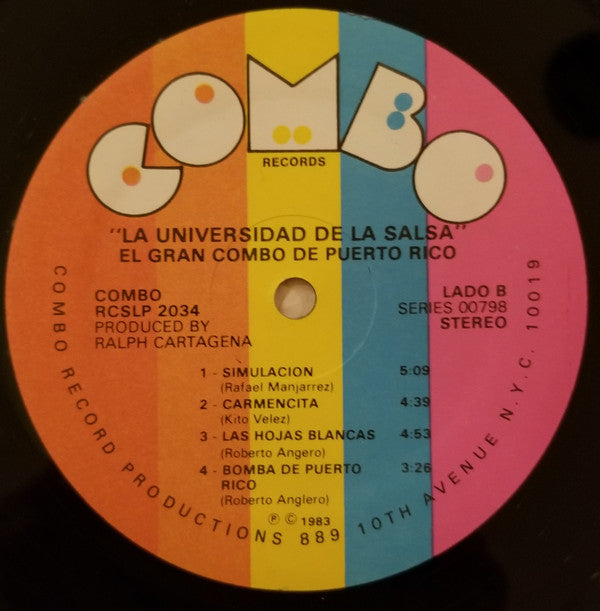 COMBO
RECORDS
"LA UNIVERSIDAD DE LA SALSA"
EL GRAN COMBO DE PUERTO RICO
COMBO
RCSLP 2034
PRODUCED BY
RALPH CARTAGENA
LADO B
SERIES 00798
STEREO
1 - SIMULACION 5:09
(Rafael Manjarrez)
2 - CARMENCITA 4:39
(Kito Velez)
3 - LAS HOJAS BLANCAS 4:53
(Roberto Angero)
4 - BOMBA DE PUERTO 3:26
RICO
(Roberto Anglero)
℗ © 1983
COMBO RECORD PRODUCTIONS 889 10TH AVENUE N.Y.C. 10019